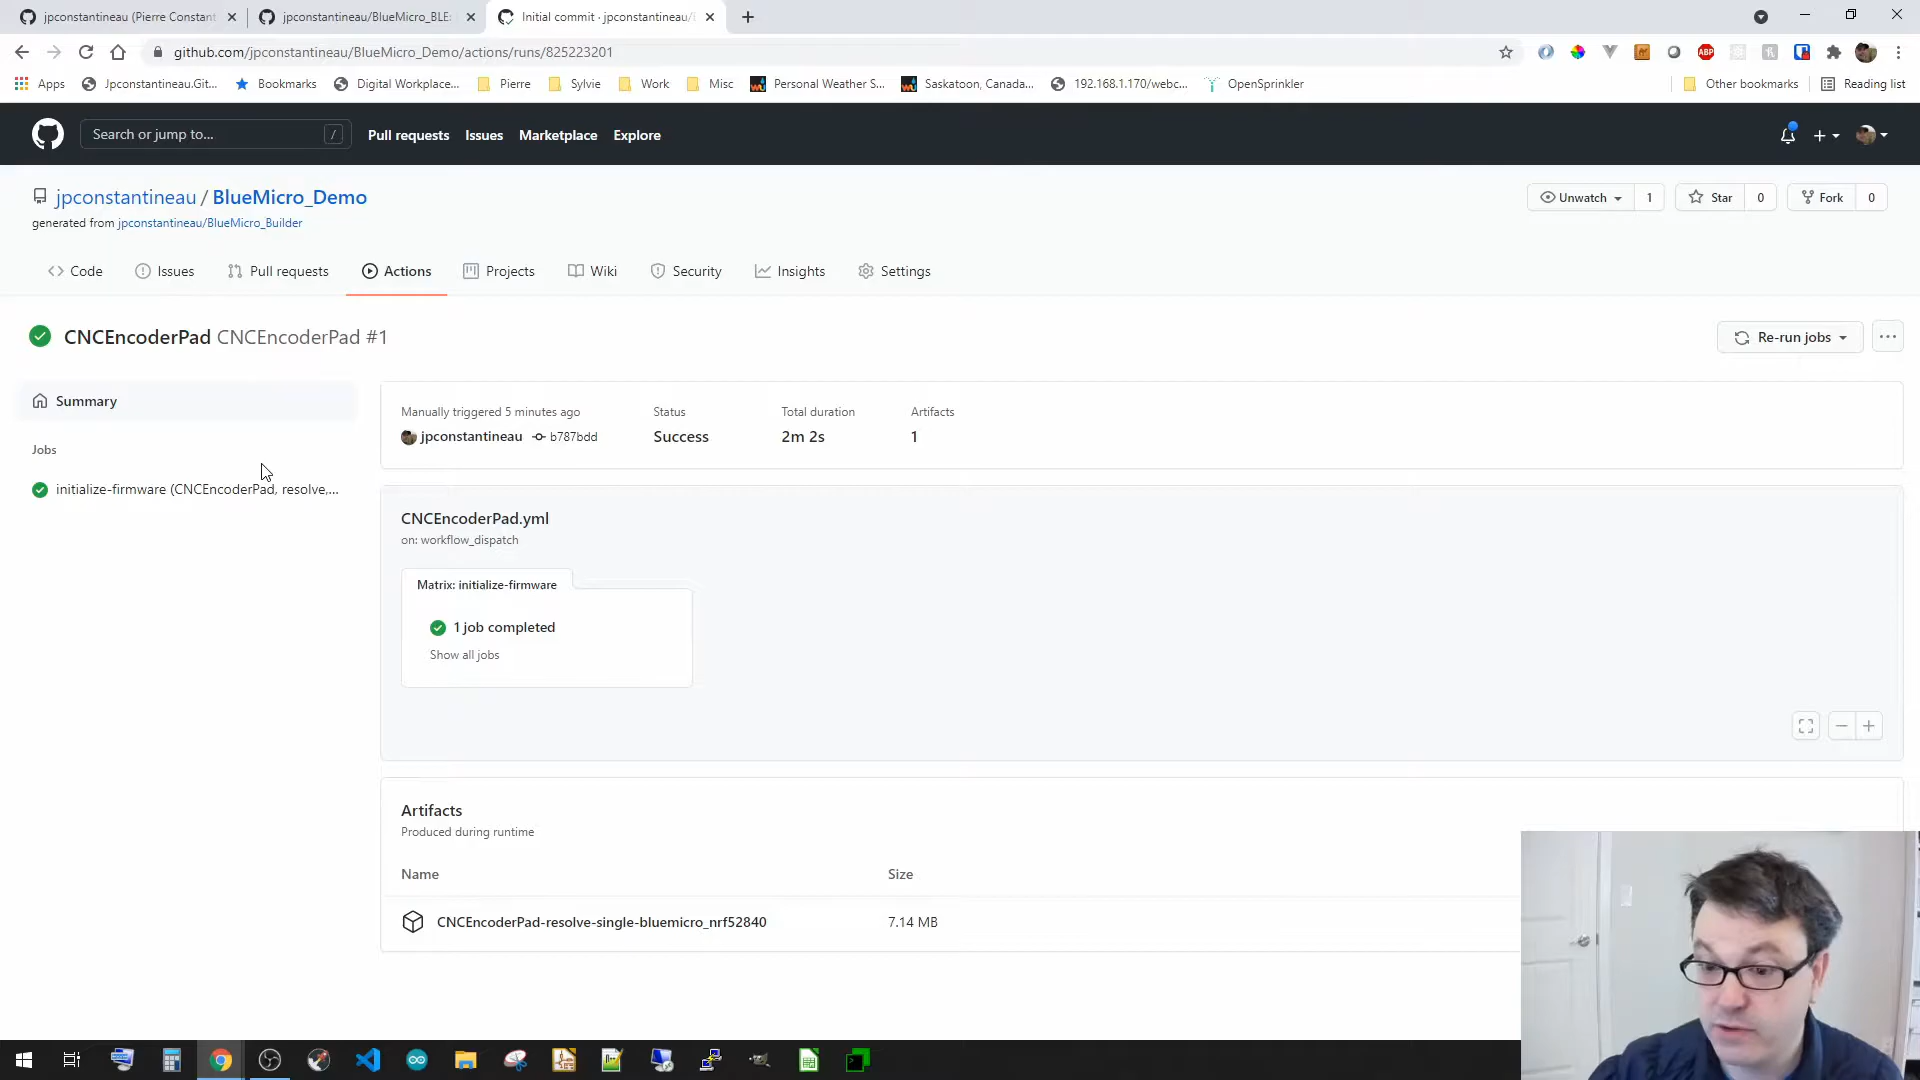 jpconstantineau (Pierre Constant
jpconstantineau/BlueMicro_BLE:
Initial commit · jpconstantineau/
github.com/jpconstantineau/BlueMicro_Demo/actions/runs/825223201
ABP
Apps
Jpconstantineau.Git...
Bookmarks
Digital Workplace...
Pierre
Sylvie
Work
Misc
Personal Weather S...
Saskatoon, Canada...
192.168.1.170/webc...
OpenSprinkler
Other bookmarks
Reading list
Search or jump to...
/
Pull requests
Issues
Marketplace
Explore
jpconstantineau / BlueMicro_Demo
generated from jpconstantineau/BlueMicro_Builder
Unwatch
1
Star
0
Fork
0
Code
Issues
Pull requests
Actions
Projects
Wiki
Security
Insights
Settings
CNCEncoderPad CNCEncoderPad #1
Re-run jobs
Summary
Jobs
initialize-firmware (CNCEncoderPad, resolve,...
Manually triggered 5 minutes ago
jpconstantineau b787bdd
Status
Success
Total duration
2m 2s
Artifacts
1
CNCEncoderPad.yml
on: workflow_dispatch
Matrix: initialize-firmware
1 job completed
Show all jobs
Artifacts
Produced during runtime
Name
Size
CNCEncoderPad-resolve-single-bluemicro_nrf52840
7.14 MB